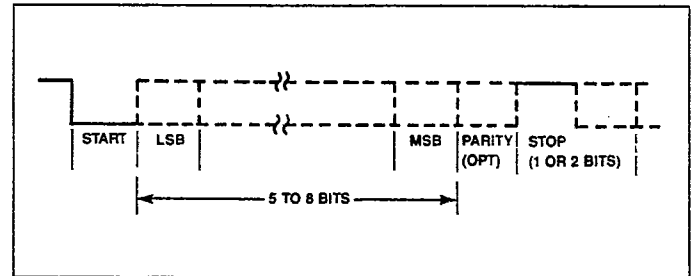 START LSB MSB PARITY STOP
(OPT) (1 OR 2 BITS)
5 TO 8 BITS